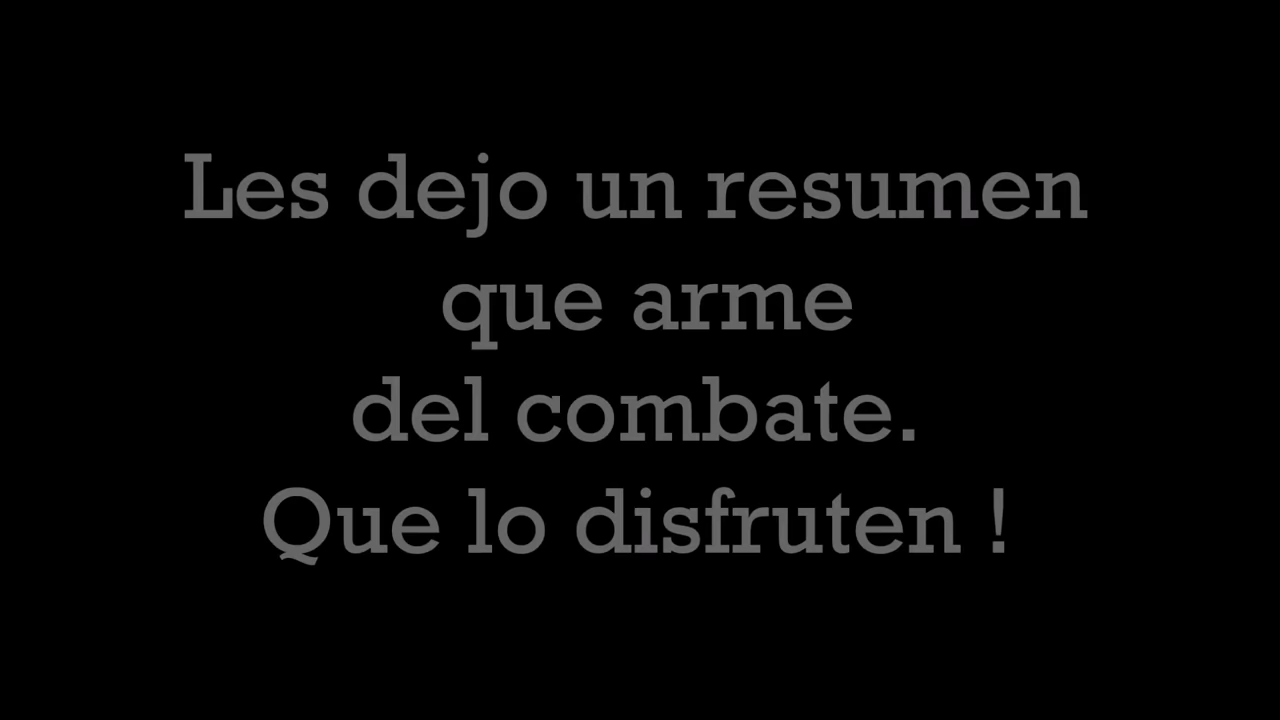 Les dejo un resumen
que arme
del combate.
Que lo disfruten !